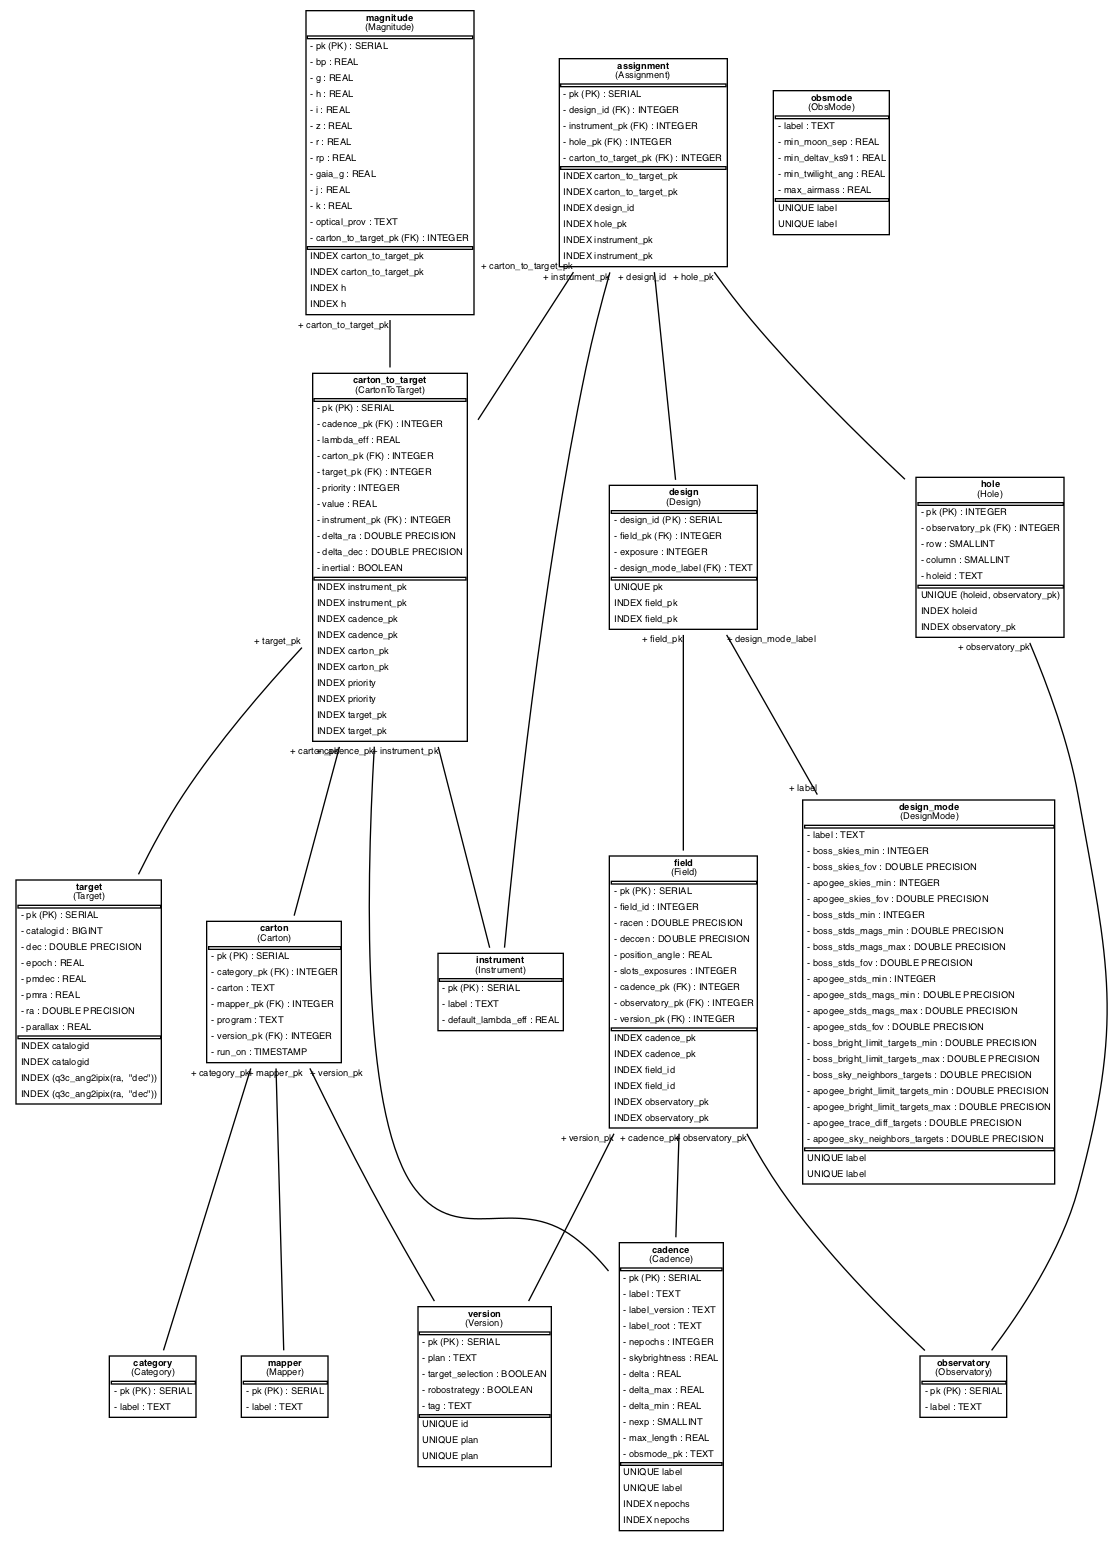 magnitude
(Magnitude)
- pk (PK) : SERIAL
- bp : REAL
- g : REAL
- h : REAL
- i : REAL
- z : REAL
- r : REAL
- rp : REAL
- gaia_g : REAL
- j : REAL
- k : REAL
- optical_prov : TEXT
- carton_to_target_pk (FK) : INTEGER
INDEX carton_to_target_pk
INDEX carton_to_target_pk
INDEX h
INDEX h
+ carton_to_target_pk
assignment
(Assignment)
- pk (PK) : SERIAL
- design_id (FK) : INTEGER
- instrument_pk (FK) : INTEGER
- hole_pk (FK) : INTEGER
- carton_to_target_pk (FK) : INTEGER
INDEX carton_to_target_pk
INDEX carton_to_target_pk
INDEX design_id
INDEX hole_pk
INDEX instrument_pk
INDEX instrument_pk
+ carton_to_target_pk
+ instrument_pk
+ design_id
+ hole_pk
obsmode
(ObsMode)
- label : TEXT
- min_moon_sep : REAL
- min_deltav_ks91 : REAL
- min_twilight_ang : REAL
- max_airmass : REAL
UNIQUE label
UNIQUE label
carton_to_target
(CartonToTarget)
- pk (PK) : SERIAL
- cadence_pk (FK) : INTEGER
- lambda_eff : REAL
- carton_pk (FK) : INTEGER
- target_pk (FK) : INTEGER
- priority : INTEGER
- value : REAL
- instrument_pk (FK) : INTEGER
- delta_ra : DOUBLE PRECISION
- delta_dec : DOUBLE PRECISION
- inertial : BOOLEAN
INDEX instrument_pk
INDEX instrument_pk
INDEX cadence_pk
INDEX cadence_pk
INDEX carton_pk
INDEX carton_pk
INDEX priority
INDEX priority
INDEX target_pk
INDEX target_pk
+ target_pk
+ carton_pk
+ cadence_pk
+ instrument_pk
design
(Design)
- design_id (PK) : SERIAL
- field_pk (FK) : INTEGER
- exposure : INTEGER
- design_mode_label (FK) : TEXT
UNIQUE pk
INDEX field_pk
INDEX field_pk
+ field_pk
+ design_mode_label
+ label
hole
(Hole)
- pk (PK) : INTEGER
- observatory_pk (FK) : INTEGER
- row : SMALLINT
- column : SMALLINT
- holeid : TEXT
UNIQUE (holeid, observatory_pk)
INDEX holeid
INDEX observatory_pk
+ observatory_pk
target
(Target)
- pk (PK) : SERIAL
- catalogid : BIGINT
- dec : DOUBLE PRECISION
- epoch : REAL
- pmdec : REAL
- pmra : REAL
- ra : DOUBLE PRECISION
- parallax : REAL
INDEX catalogid
INDEX catalogid
INDEX (q3c_ang2ipix(ra, "dec"))
INDEX (q3c_ang2ipix(ra, "dec"))
carton
(Carton)
- pk (PK) : SERIAL
- category_pk (FK) : INTEGER
- carton : TEXT
- mapper_pk (FK) : INTEGER
- program : TEXT
- version_pk (FK) : INTEGER
- run_on : TIMESTAMP
+ category_pk
+ mapper_pk
+ version_pk
instrument
(Instrument)
- pk (PK) : SERIAL
- label : TEXT
- default_lambda_eff : REAL
field
(Field)
- pk (PK) : SERIAL
- field_id : INTEGER
- racen : DOUBLE PRECISION
- deccen : DOUBLE PRECISION
- position_angle : REAL
- slots_exposures : INTEGER
- cadence_pk (FK) : INTEGER
- observatory_pk (FK) : INTEGER
- version_pk (FK) : INTEGER
INDEX cadence_pk
INDEX cadence_pk
INDEX field_id
INDEX field_id
INDEX observatory_pk
INDEX observatory_pk
+ version_pk
+ cadence_pk
+ observatory_pk
design_mode
(DesignMode)
- label : TEXT
- boss_skies_min : INTEGER
- boss_skies_fov : DOUBLE PRECISION
- apogee_skies_min : INTEGER
- apogee_skies_fov : DOUBLE PRECISION
- boss_stds_min : INTEGER
- boss_stds_mags_min : DOUBLE PRECISION
- boss_stds_mags_max : DOUBLE PRECISION
- boss_stds_fov : DOUBLE PRECISION
- apogee_stds_min : INTEGER
- apogee_stds_mags_min : DOUBLE PRECISION
- apogee_stds_mags_max : DOUBLE PRECISION
- apogee_stds_fov : DOUBLE PRECISION
- boss_bright_limit_targets_min : DOUBLE PRECISION
- boss_bright_limit_targets_max : DOUBLE PRECISION
- boss_sky_neighbors_targets : DOUBLE PRECISION
- apogee_bright_limit_targets_min : DOUBLE PRECISION
- apogee_bright_limit_targets_max : DOUBLE PRECISION
- apogee_trace_diff_targets : DOUBLE PRECISION
- apogee_sky_neighbors_targets : DOUBLE PRECISION
UNIQUE label
UNIQUE label
category
(Category)
- pk (PK) : SERIAL
- label : TEXT
mapper
(Mapper)
- pk (PK) : SERIAL
- label : TEXT
version
(Version)
- pk (PK) : SERIAL
- plan : TEXT
- target_selection : BOOLEAN
- robostrategy : BOOLEAN
- tag : TEXT
UNIQUE id
UNIQUE plan
UNIQUE plan
cadence
(Cadence)
- pk (PK) : SERIAL
- label : TEXT
- label_version : TEXT
- label_root : TEXT
- nepochs : INTEGER
- skybrightness : REAL
- delta : REAL
- delta_max : REAL
- delta_min : REAL
- nexp : SMALLINT
- max_length : REAL
- obsmode_pk : TEXT
UNIQUE label
UNIQUE label
INDEX nepochs
INDEX nepochs
observatory
(Observatory)
- pk (PK) : SERIAL
- label : TEXT